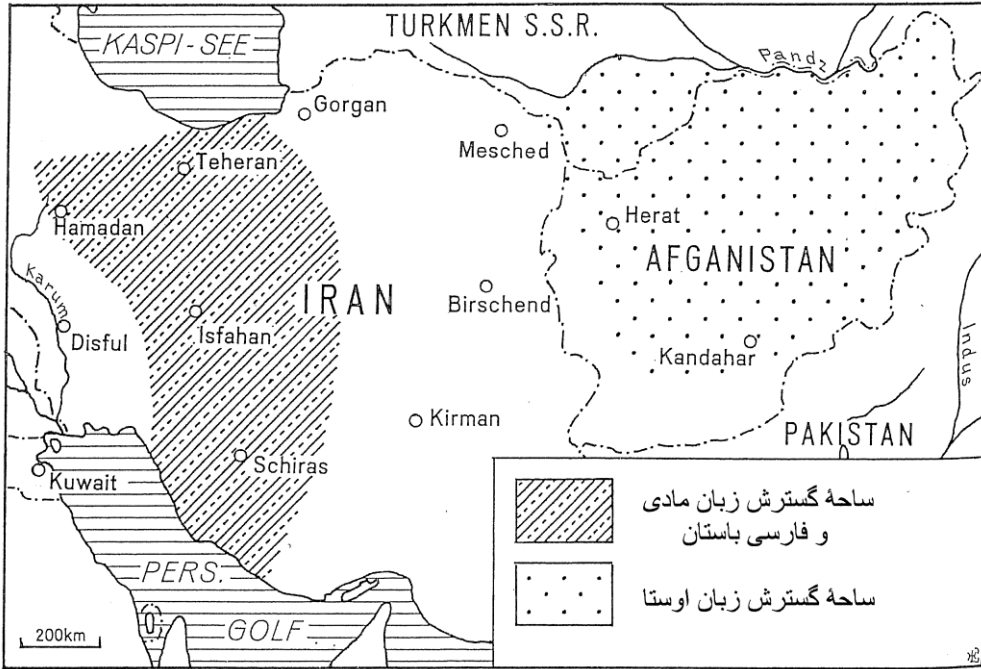 KASPI-SEE
TURKMEN S.S.R.
Pandz
Gorgan
Mesched
Teheran
Hamadan
Herat
AFGANISTAN
IRAN
Birschend
Karum
Disful
Isfahan
Kandahar
Indus
Kirman
PAKISTAN
Schiras
Kuwait
ساحهٔ گسترش زبان مادی
و فارسی باستان
PERS.
GOLF
ساحهٔ گسترش زبان اوستا
200km